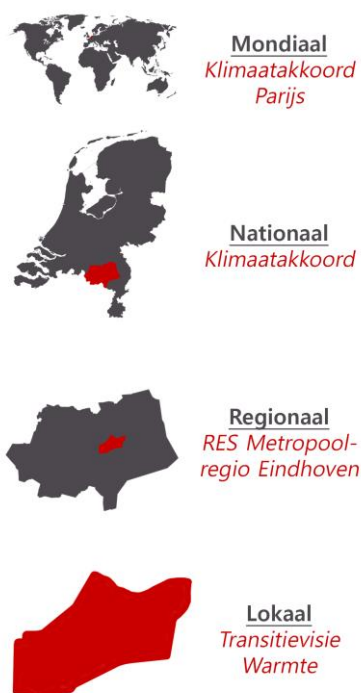 Mondiaal
Klimaatakkoord
Parijs
Nationaal
Klimaatakkoord
Regionaal
RES Metropool-
regio Eindhoven
Lokaal
Transitievisie
Warmte